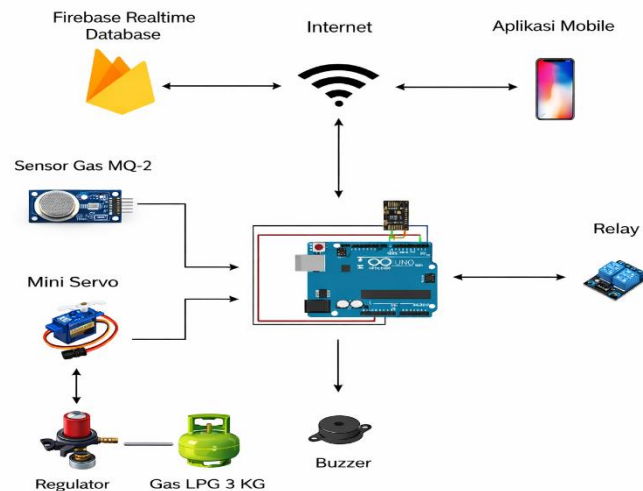 Firebase Realtime
Database
Internet
Aplikasi Mobile
Sensor Gas MQ-2
Relay
UNO
Mini Servo
Buzzer
Regulator
Gas LPG 3 KG